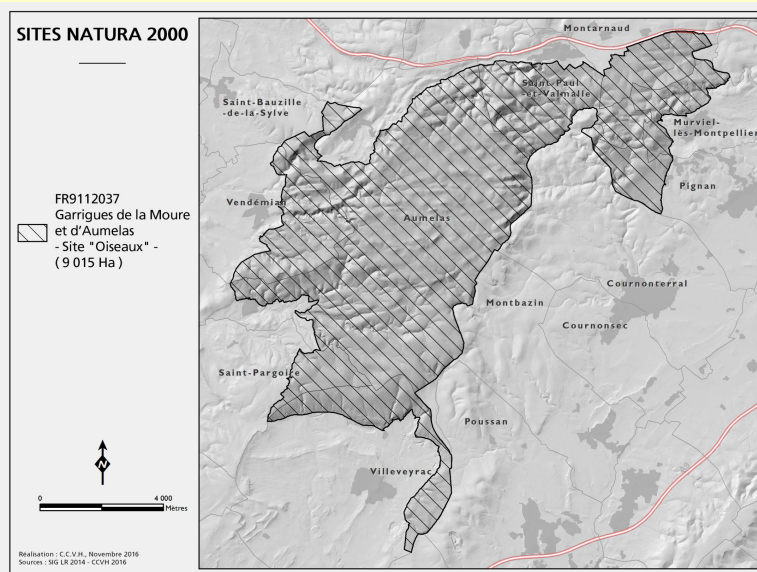 SITES NATURA 2000
FR9112037
Garrigues de la Moure
et d'Aumelas
- Site "Oiseaux" -
( 9 015 Ha )
N
0 4 000
Mètres
Réalisation : C.C.V.H., Novembre 2016
Sources : SIG LR 2014 - CCVH 2016
Montarnaud
Saint-Paul
-et-Valmalle
Saint-Bauzille
-de-la-Sylve
Murviel-
lès-Montpellier
Pignan
Vendémian
Aumelas
Cournonterral
Montbazin
Cournonsec
Saint-Pargoire
Poussan
Villeveyrac